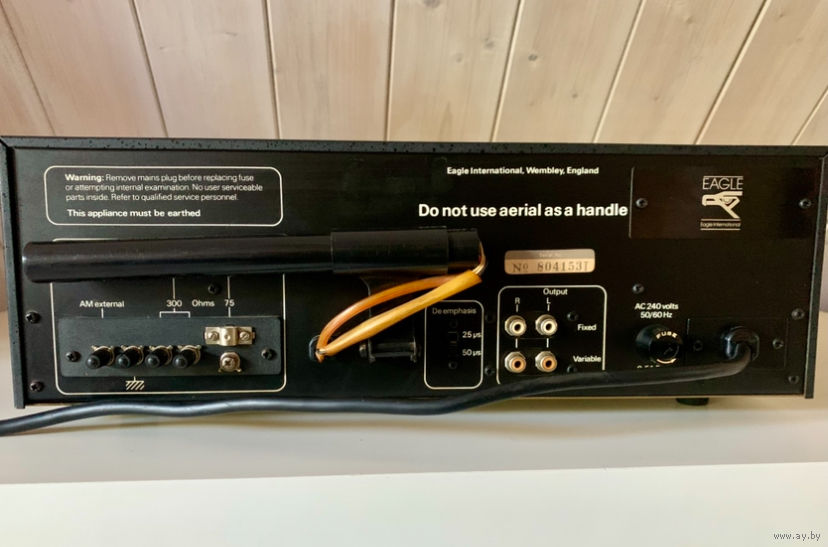 Warning: Remove mains plug before replacing fuse
or attempting internal examination. No user serviceable
parts inside. Refer to qualified service personnel.
This appliance must be earthed
Eagle International, Wembley, England
Do not use aerial as a handle
EAGLE
Eagle International
No 804153
AM external
300 Ohms 75
De emphasis
25 µs
50 µs
Output
R L
Fixed
Variable
AC 240 volts
50/60 Hz
FUSE
www.ay.by